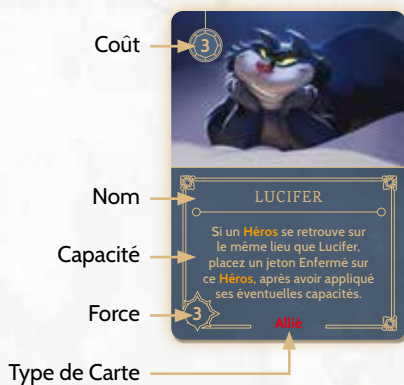 Coût
3
Nom
LUCIFER
Capacité
Si un Héros se retrouve sur
le même lieu que Lucifer,
placez un jeton Enfermé sur
ce Héros, après avoir appliqué
ses éventuelles capacités.
Force
3
Allié
Type de Carte